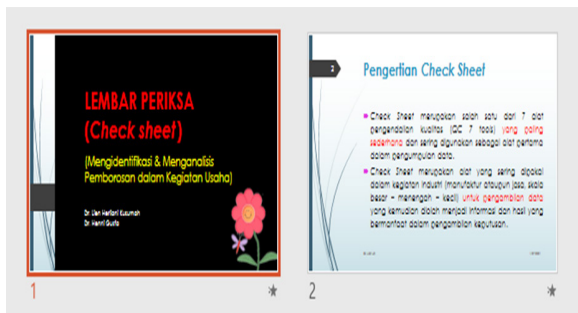 LEMBAR PERIKSA
(Check sheet)
(Mengidentifikasi & Menganalisis
Pemborosan dalam Kegiatan Usaha)
Dr. Lien Herliani Kusumah
Dr. Henni Gusfa
1
2
Pengertian Check Sheet
Check Sheet merupakan salah satu dari 7 alat
pengendalian kualitas (QC 7 tools) yang paling
sederhana dan sering digunakan sebagai alat pertama
dalam pengumpulan data.
Check Sheet merupakan alat yang sering dipakai
dalam kegiatan industri (manufaktur ataupun jasa, skala
besar – menengah – kecil) untuk pengambilan data
yang kemudian diolah menjadi informasi dan hasil yang
bermanfaat dalam pengambilan keputusan.
2